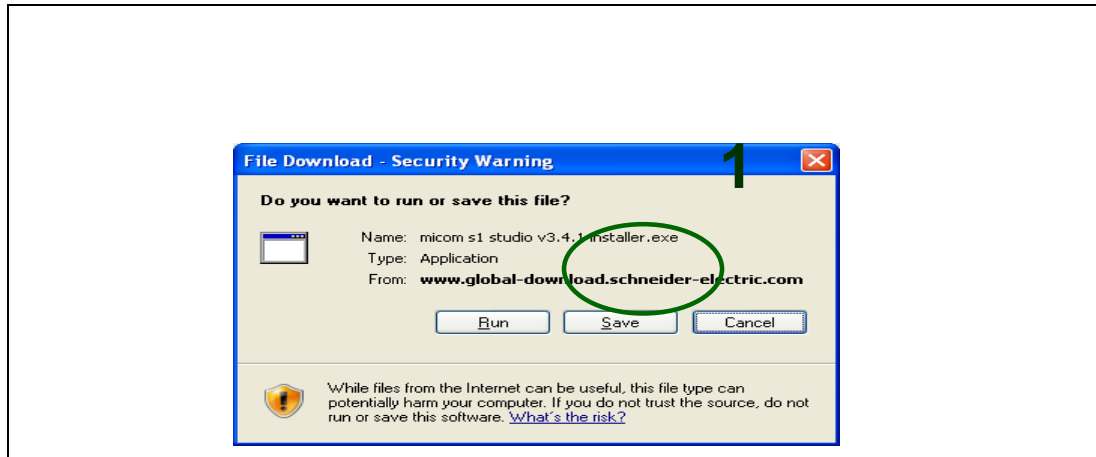 File Download - Security Warning
1
Do you want to run or save this file?
Name: micom s1 studio v3.4.1 installer.exe
Type: Application
From: www.global-download.schneider-electric.com
Run Save Cancel
While files from the Internet can be useful, this file type can
potentially harm your computer. If you do not trust the source, do not
run or save this software. What's the risk?